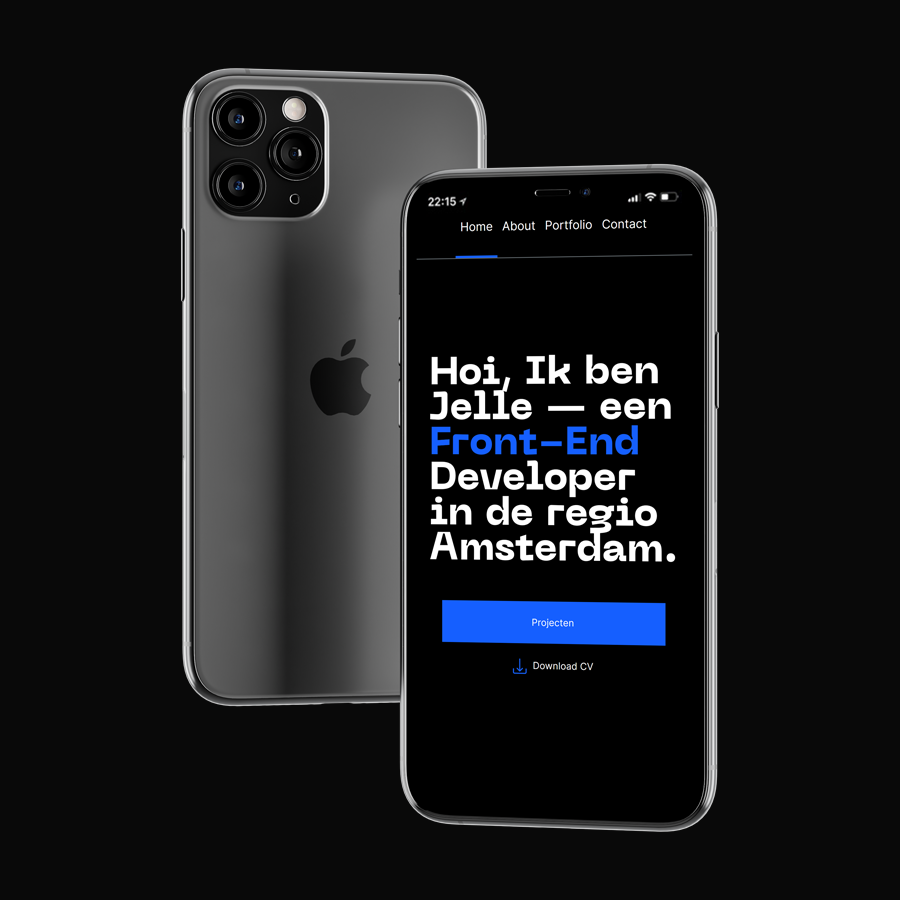 22:15
Home About Portfolio Contact
Hoi, Ik ben
Jelle — een
Front-End
Developer
in de regio
Amsterdam.
Projecten
Download CV